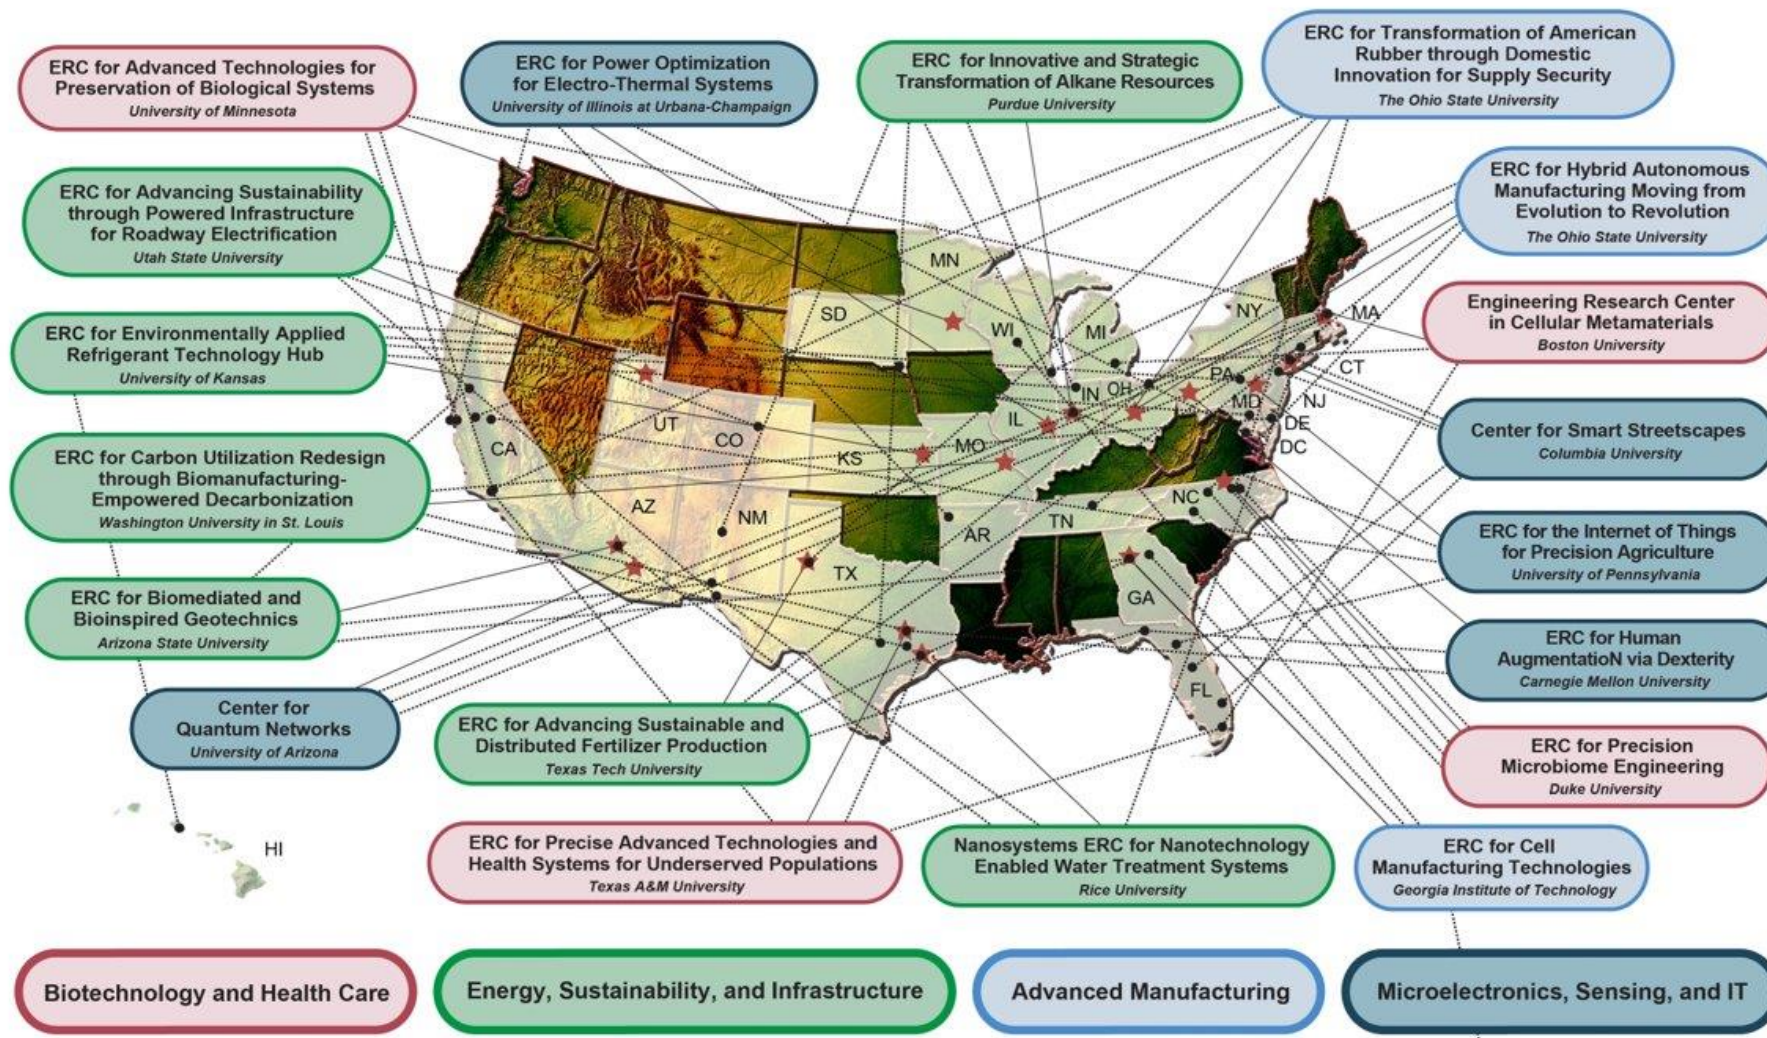 ERC for Advanced Technologies for
Preservation of Biological Systems
University of Minnesota
ERC for Power Optimization
for Electro-Thermal Systems
University of Illinois at Urbana-Champaign
ERC for Innovative and Strategic
Transformation of Alkane Resources
Purdue University
ERC for Transformation of American
Rubber through Domestic
Innovation for Supply Security
The Ohio State University
ERC for Advancing Sustainability
through Powered Infrastructure
for Roadway Electrification
Utah State University
ERC for Hybrid Autonomous
Manufacturing Moving from
Evolution to Revolution
The Ohio State University
ERC for Environmentally Applied
Refrigerant Technology Hub
University of Kansas
Engineering Research Center
in Cellular Metamaterials
Boston University
ERC for Carbon Utilization Redesign
through Biomanufacturing-
Empowered Decarbonization
Washington University in St. Louis
Center for Smart Streetscapes
Columbia University
ERC for the Internet of Things
for Precision Agriculture
University of Pennsylvania
ERC for Biomediated and
Bioinspired Geotechnics
Arizona State University
ERC for Human
AugmentatioN via Dexterity
Carnegie Mellon University
Center for
Quantum Networks
University of Arizona
ERC for Advancing Sustainable and
Distributed Fertilizer Production
Texas Tech University
ERC for Precision
Microbiome Engineering
Duke University
ERC for Precise Advanced Technologies and
Health Systems for Underserved Populations
Texas A&M University
Nanosystems ERC for Nanotechnology
Enabled Water Treatment Systems
Rice University
ERC for Cell
Manufacturing Technologies
Georgia Institute of Technology
MN
SD
WI
MI
NY
MA
CT
PA
NJ
MD
DE
DC
OH
IN
IL
MO
KS
CO
UT
CA
AZ
NM
TX
AR
TN
NC
GA
FL
HI
Biotechnology and Health Care
Energy, Sustainability, and Infrastructure
Advanced Manufacturing
Microelectronics, Sensing, and IT